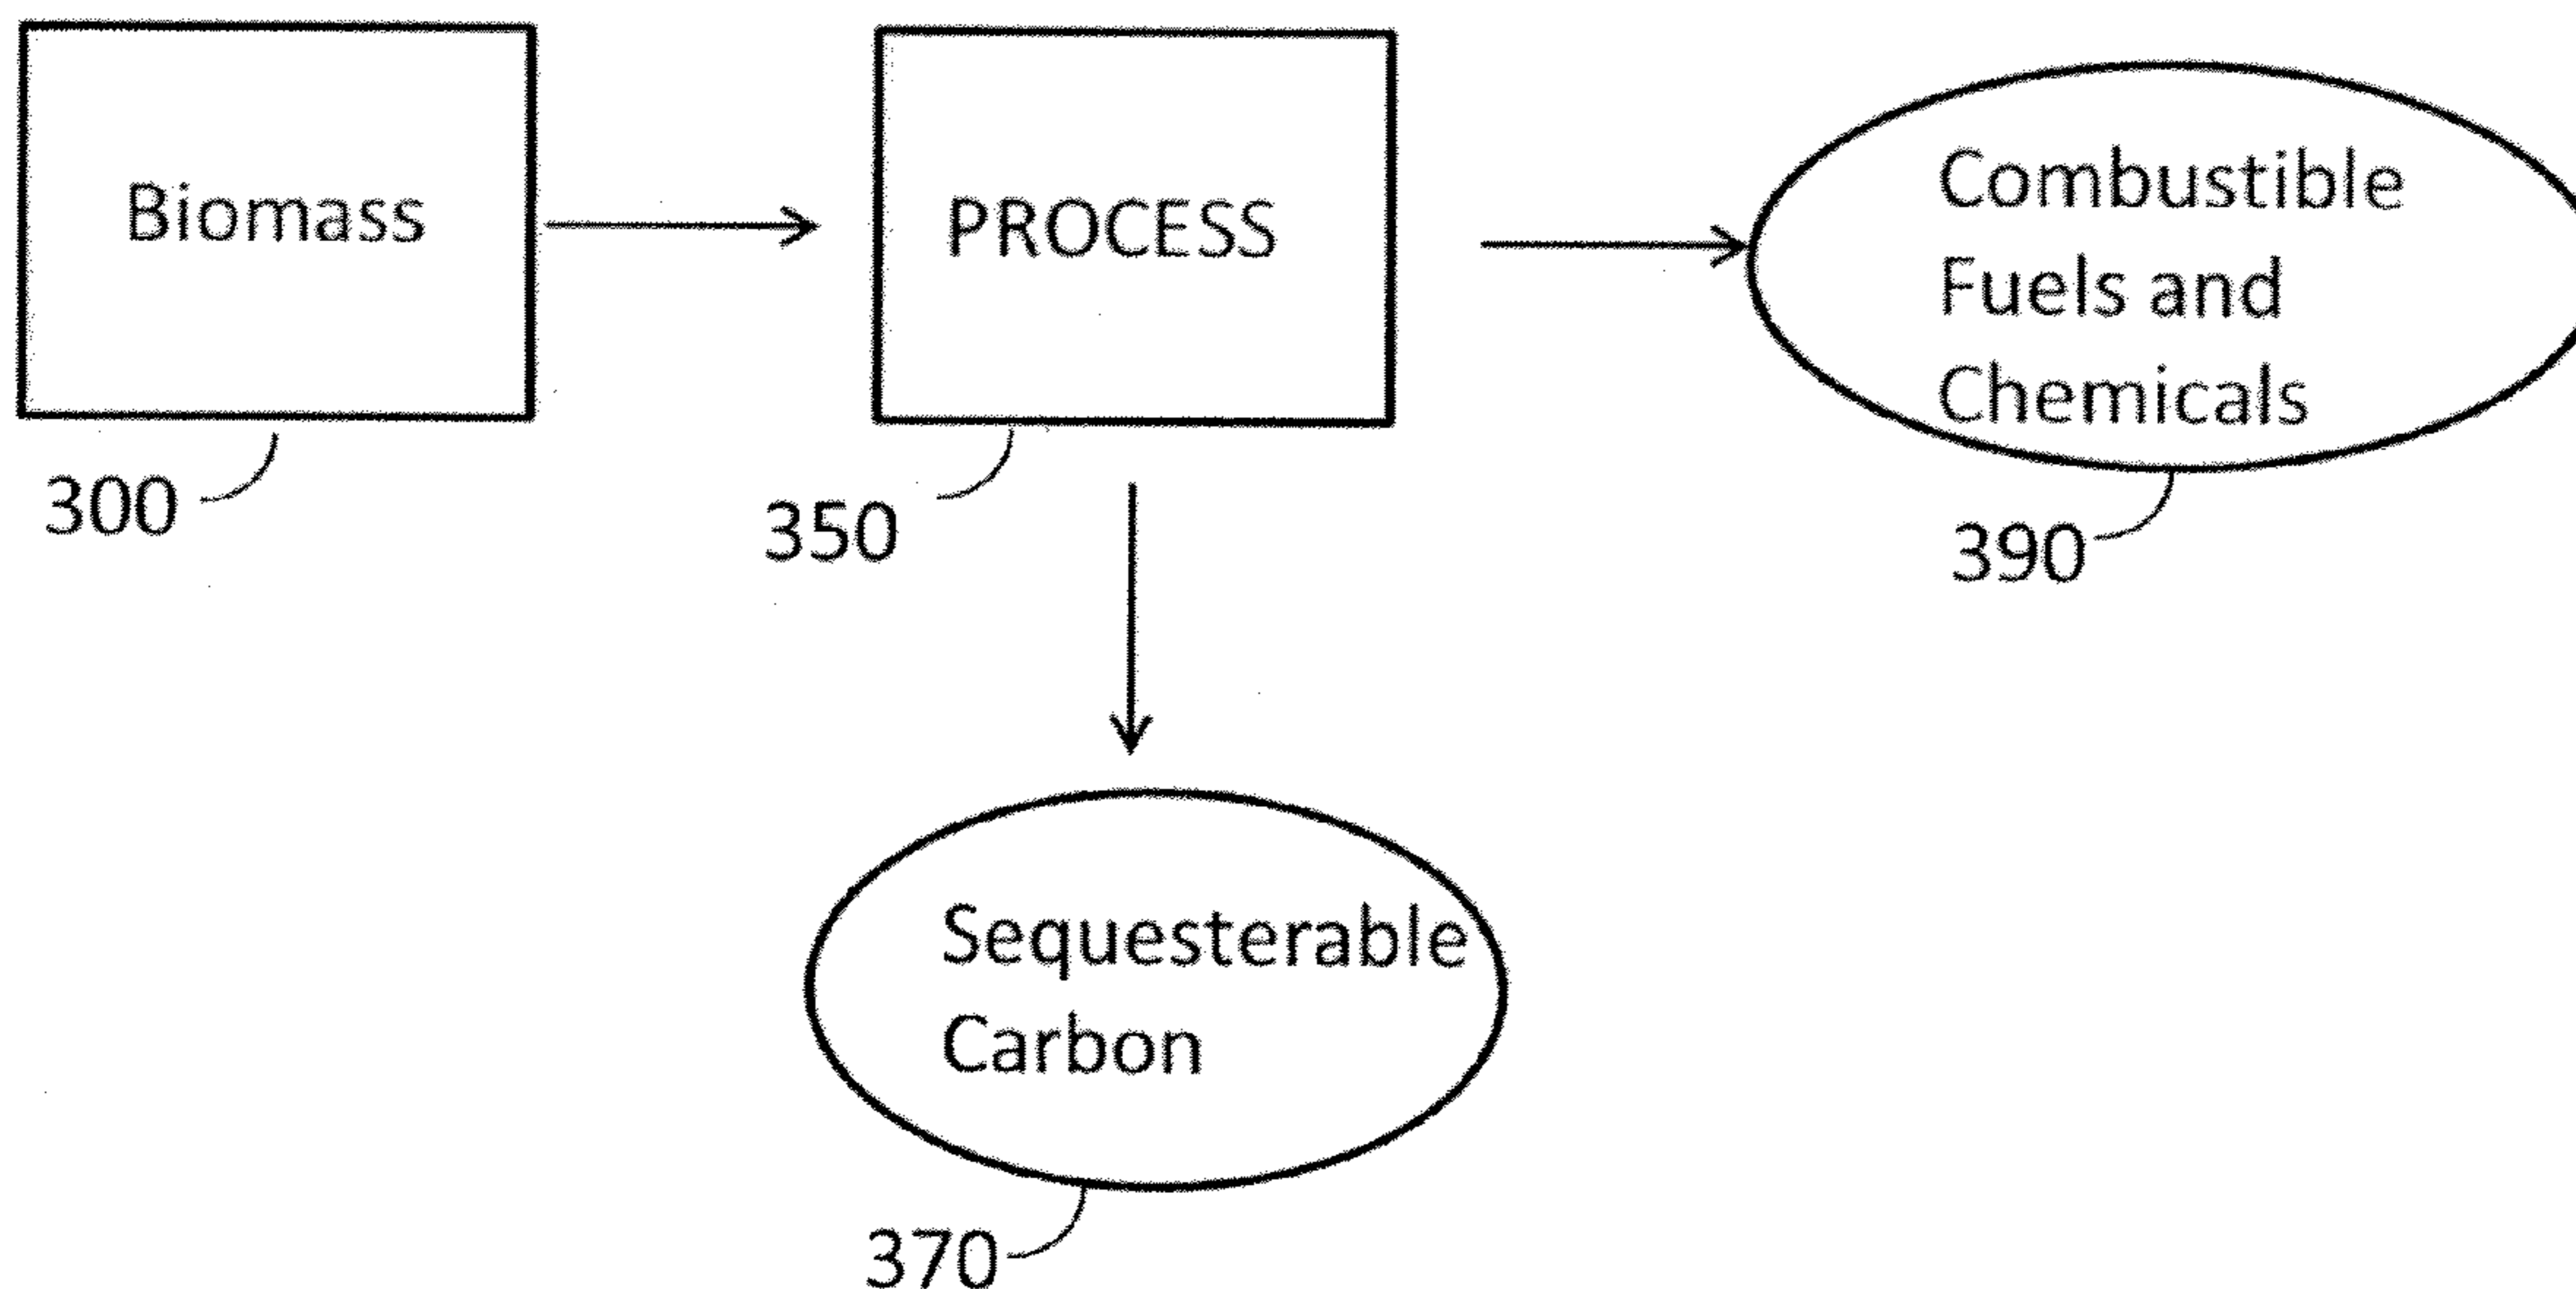 Biomass
PROCESS
Combustible
Fuels and
Chemicals
300
350
390
Sequesterable
Carbon
370